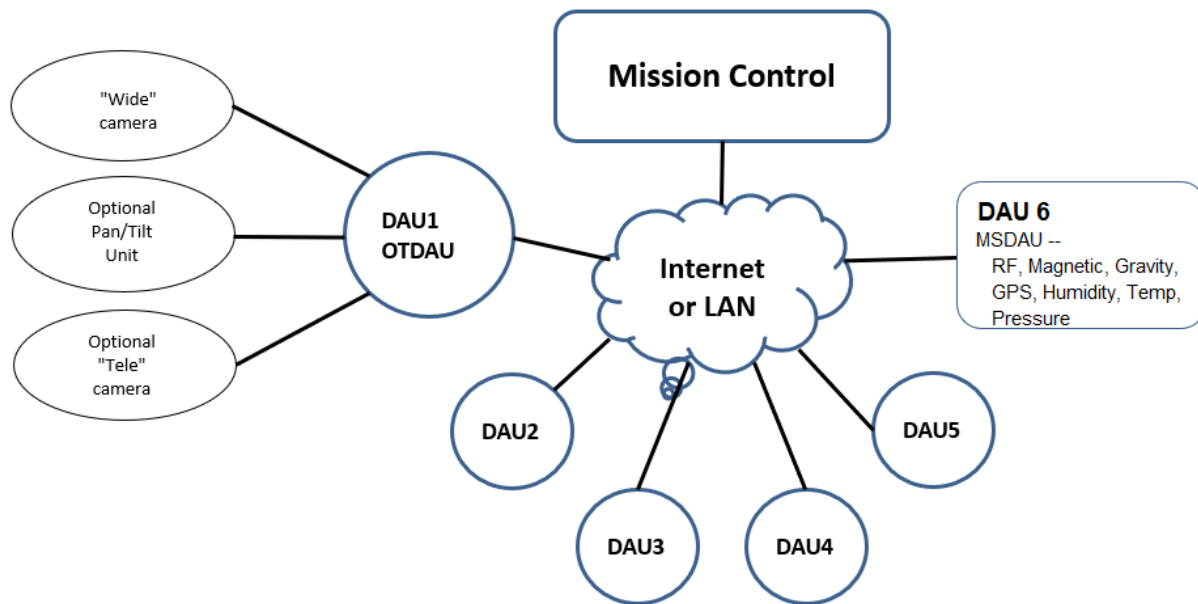 Mission Control
"Wide"
camera
Optional
Pan/Tilt
Unit
Optional
"Tele"
camera
DAU1
OTDAU
Internet
or LAN
DAU 6
MSDAU --
RF, Magnetic, Gravity,
GPS, Humidity, Temp,
Pressure
DAU2
DAU3
DAU4
DAU5